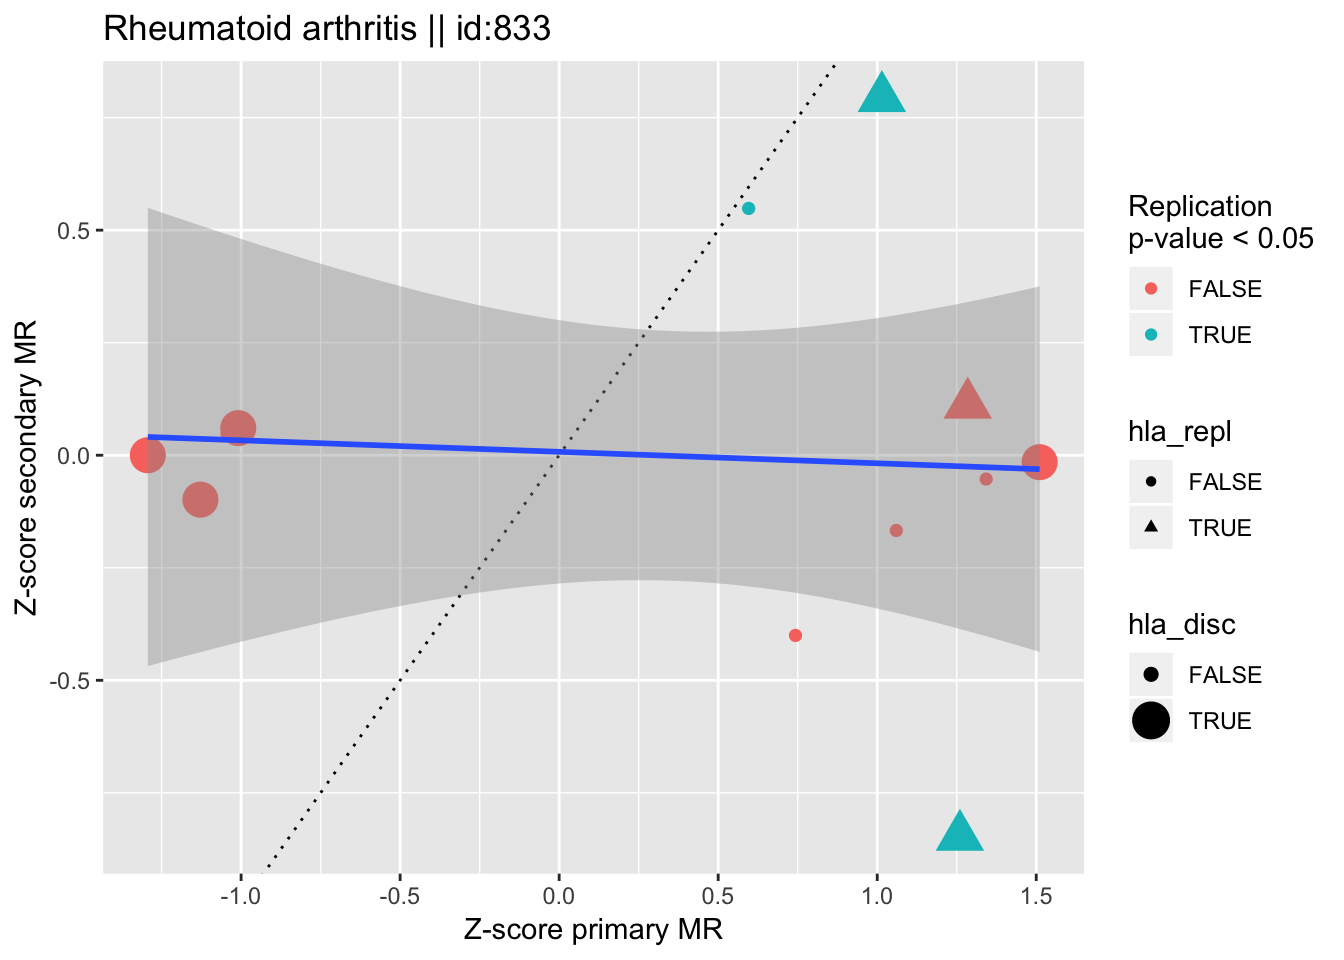 Rheumatoid arthritis || id:833
Z-score secondary MR
0.5
0.0
-0.5
-1.0
-0.5
0.0
0.5
1.0
1.5
Z-score primary MR
Replication
p-value < 0.05
FALSE
TRUE
hla_repl
FALSE
TRUE
hla_disc
FALSE
TRUE